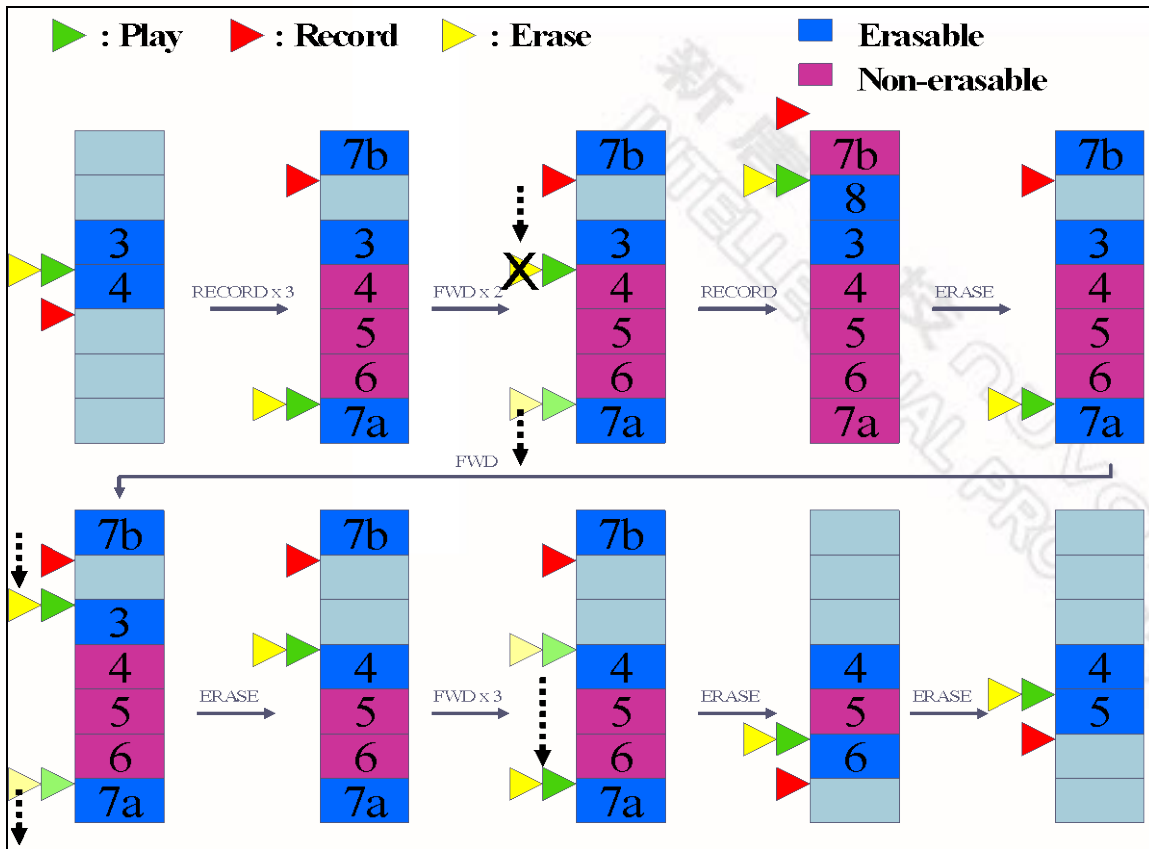 : Play : Record : Erase Erasable
Non-erasable
7b 7b 7b 7b
8
3 3 3 3 3
4 4 4 4 4
RECORD x 3 FWD x 2 RECORD ERASE
5 5 5 5
6 6 6 6
7a 7a 7a 7a
FWD
7b 7b 7b
3
4 4 4 4 4
5 5 5 5 5
ERASE FWD x 3 ERASE ERASE
6 6 6 6
7a 7a 7a
X
新 唐